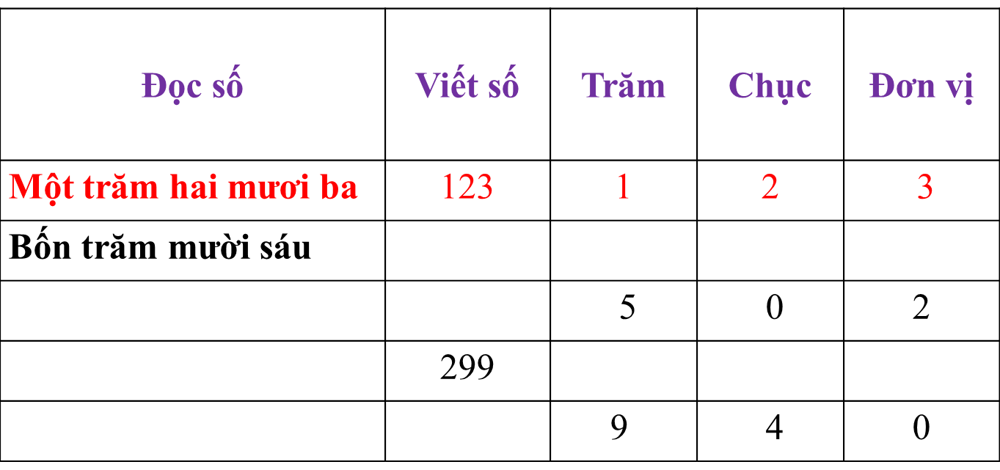 Đọc số Viết số Trăm Chục Đơn vị
Một trăm hai mươi ba 123 1 2 3
Bốn trăm mười sáu
5 0 2
299
9 4 0